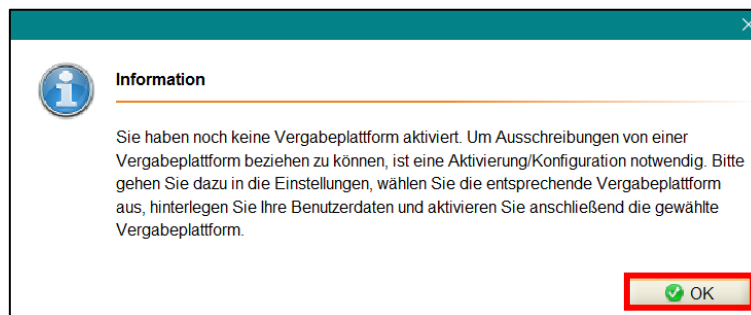 Information
Sie haben noch keine Vergabeplattform aktiviert. Um Ausschreibungen von einer
Vergabeplattform beziehen zu können, ist eine Aktivierung/Konfiguration notwendig. Bitte
gehen Sie dazu in die Einstellungen, wählen Sie die entsprechende Vergabeplattform
aus, hinterlegen Sie Ihre Benutzerdaten und aktivieren Sie anschließend die gewählte
Vergabeplattform.
OK